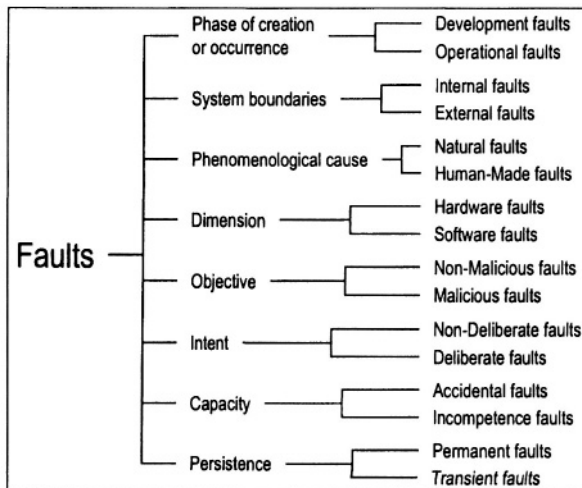 Faults
Phase of creation
or occurrence
Development faults
Operational faults
System boundaries
Internal faults
External faults
Phenomenological cause
Natural faults
Human-Made faults
Dimension
Hardware faults
Software faults
Objective
Non-Malicious faults
Malicious faults
Intent
Non-Deliberate faults
Deliberate faults
Capacity
Accidental faults
Incompetence faults
Persistence
Permanent faults
Transient faults